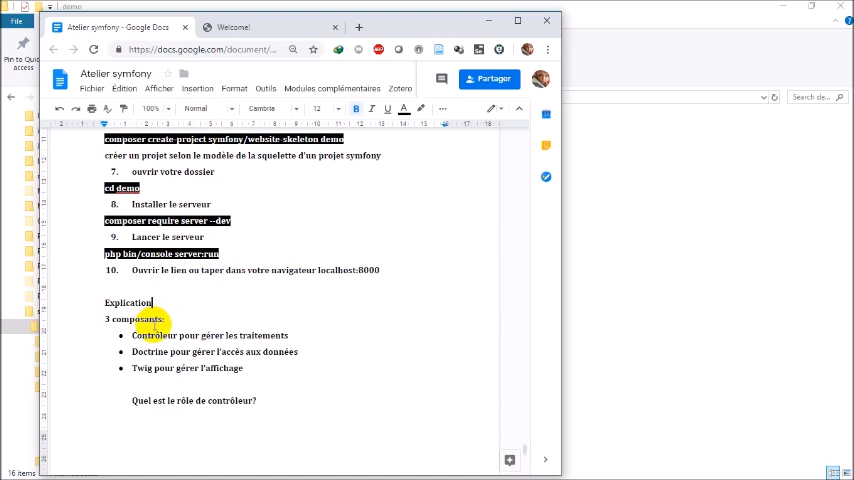 demo
File
Pin to Quick
access
Atelier symfony - Google Docs
Welcome!
https://docs.google.com/document/...
Atelier symfony
Fichier Édition Afficher Insertion Format Outils Modules complémentaires Zotero
Partager
100% Normal Cambria 12
Search de...
composer create-project symfony/website-skeleton demo
créer un projet selon le modèle de la squelette d'un projet symfony
7. ouvrir votre dossier
cd demo
8. Installer le serveur
composer require server --dev
9. Lancer le serveur
php bin/console server:run
10. Ouvrir le lien ou taper dans votre navigateur localhost:8000
Explication
3 composants:
● Contrôleur pour gérer les traîtements
● Doctrine pour gérer l'accès aux données
● Twig pour gérer l'affichage
Quel est le rôle de contrôleur?
16 items